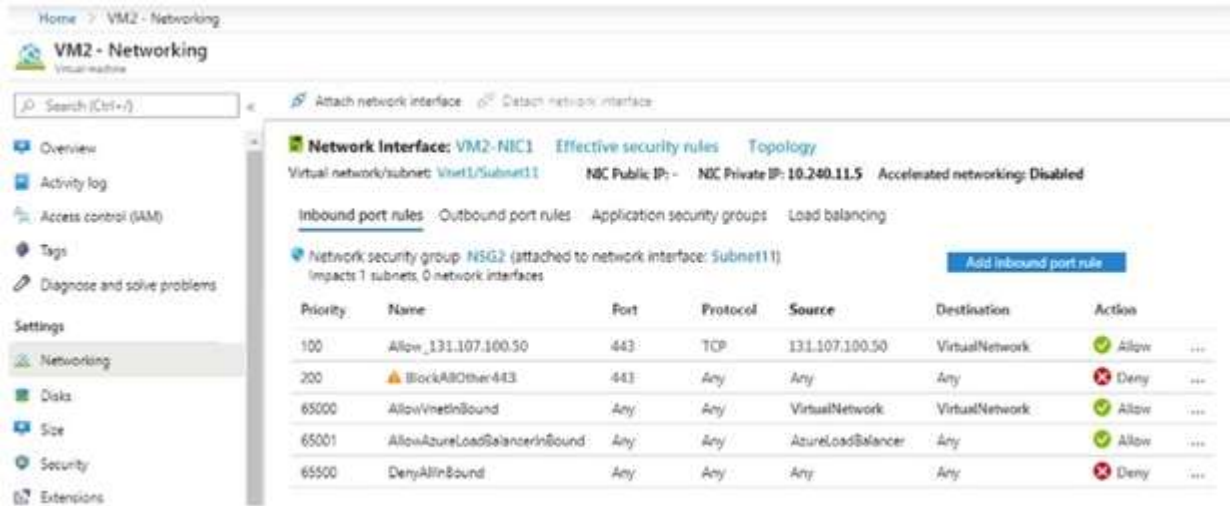 Home > VM2 - Networking
VM2 - Networking
Virtual machine
Search (Ctrl+/)
«
Attach network interface Detach network interface
Overview
Activity log
Access control (IAM)
Tags
Diagnose and solve problems
Settings
Networking
Disks
Size
Security
Extensions
Network Interface: VM2-NIC1 Effective security rules Topology
Virtual network/subnet: Vnet1/Subnet11 NIC Public IP: - NIC Private IP: 10.240.11.5 Accelerated networking: Disabled
Inbound port rules Outbound port rules Application security groups Load balancing
Network security group NSG2 (attached to network interface: Subnet11)
Impacts 1 subnets, 0 network interfaces
Add inbound port rule
Priority Name Port Protocol Source Destination Action
100 Allow_131.107.100.50 443 TCP 131.107.100.50 VirtualNetwork Allow ...
200 BlockAllOther443 443 Any Any Any Deny ...
65000 AllowVnetInBound Any Any VirtualNetwork VirtualNetwork Allow ...
65001 AllowAzureLoadBalancerInBound Any Any AzureLoadBalancer Any Allow ...
65500 DenyAllInBound Any Any Any Any Deny ...